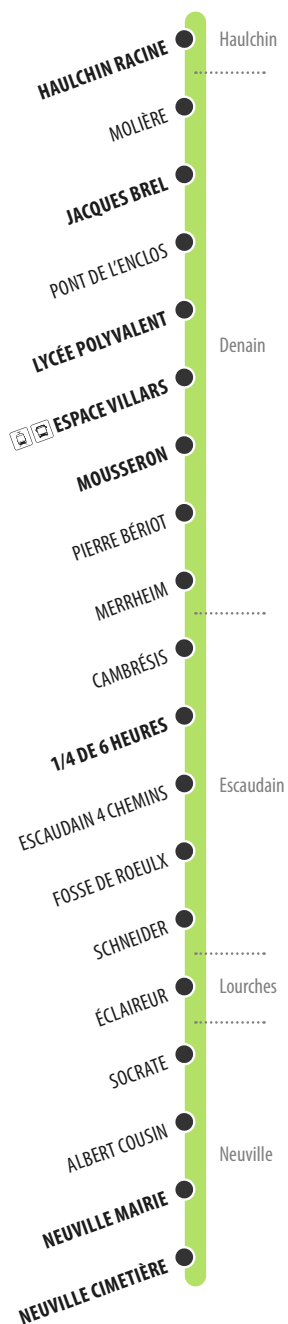 HAULCHIN RACINE
Haulchin
MOLIÈRE
JACQUES BREL
PONT DE L'ENCLOS
LYCÉE POLYVALENT
Denain
ESPACE VILLARS
MOUSSERON
PIERRE BÉRIOT
MERRHEIM
CAMBRÉSIS
1/4 DE 6 HEURES
ESCAUDAIN 4 CHEMINS
Escaudain
FOSSE DE ROEULX
SCHNEIDER
ÉCLAIREUR
Lourches
SOCRATE
ALBERT COUSIN
Neuville
NEUVILLE MAIRIE
NEUVILLE CIMETIÈRE